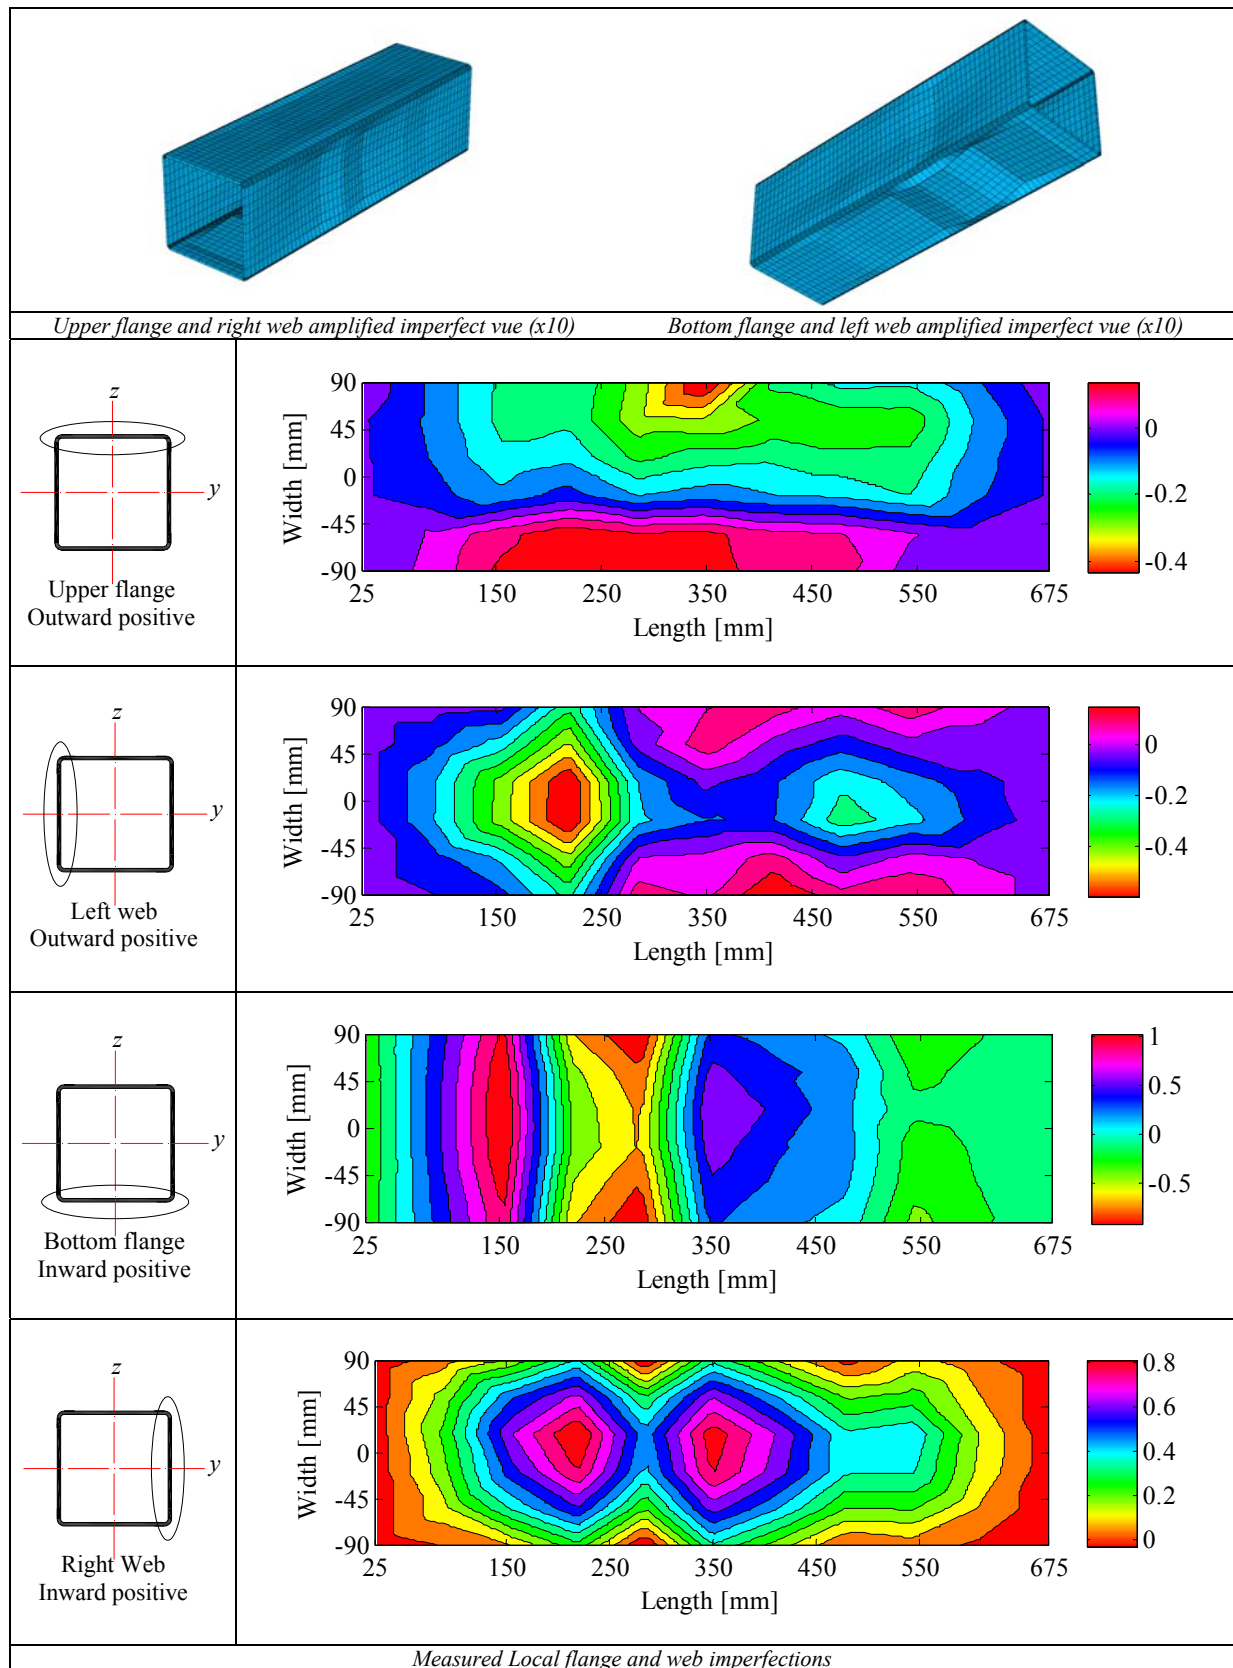 Upper flange and right web amplified imperfect vue (x10) Bottom flange and left web amplified imperfect vue (x10)
z
y
Upper flange
Outward positive
90
45
0
-45
-90
Width [mm]
25 150 250 350 450 550 675
Length [mm]
0
-0.2
-0.4
z
y
Left web
Outward positive
90
45
0
-45
-90
Width [mm]
25 150 250 350 450 550 675
Length [mm]
0
-0.2
-0.4
z
y
Bottom flange
Inward positive
90
45
0
-45
-90
Width [mm]
25 150 250 350 450 550 675
Length [mm]
1
0.5
0
-0.5
z
y
Right Web
Inward positive
90
45
0
-45
-90
Width [mm]
25 150 250 350 450 550 675
Length [mm]
0.8
0.6
0.4
0.2
0
Measured Local flange and web imperfections